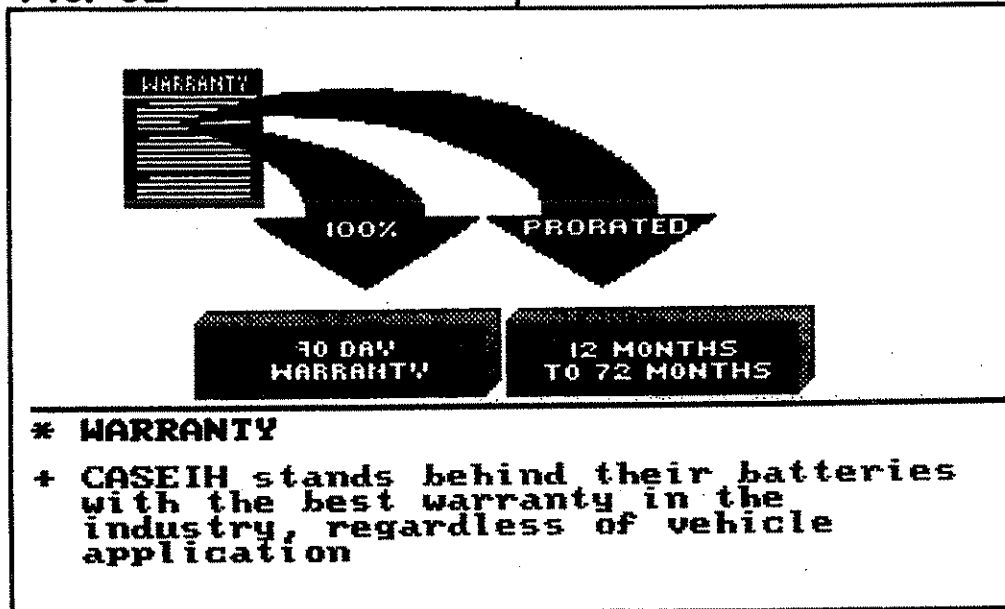 WARRANTY
100%
PRORATED
90 DAY
WARRANTY
12 MONTHS
TO 72 MONTHS
* WARRANTY
+ CASEIH stands behind their batteries
with the best warranty in the
industry, regardless of vehicle
application